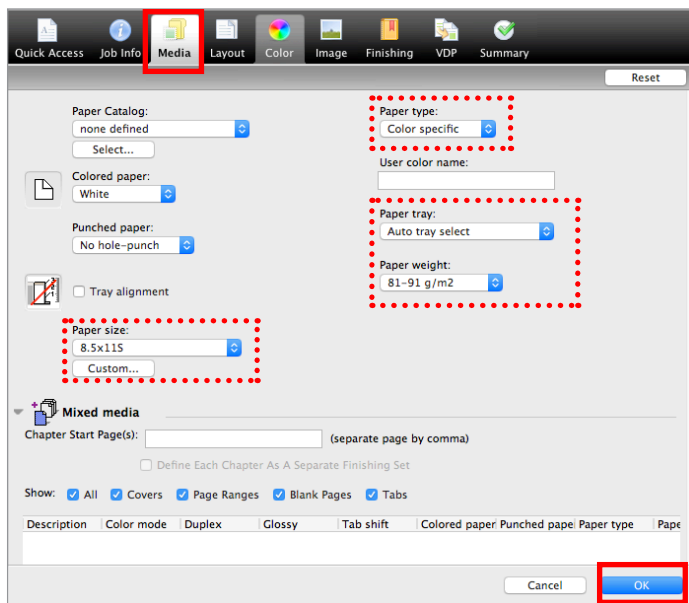 Quick Access Job Info Media Layout Color Image Finishing VDP Summary
Reset
Paper Catalog:
none defined
Select...
Colored paper:
White
Punched paper:
No hole-punch
Tray alignment
Paper size:
8.5x11S
Custom...
Paper type:
Color specific
User color name:
Paper tray:
Auto tray select
Paper weight:
81-91 g/m2
Mixed media
Chapter Start Page(s): (separate page by comma)
Define Each Chapter As A Separate Finishing Set
Show: All Covers Page Ranges Blank Pages Tabs
Description Color mode Duplex Glossy Tab shift Colored paper Punched pape Paper type Pape
Cancel OK